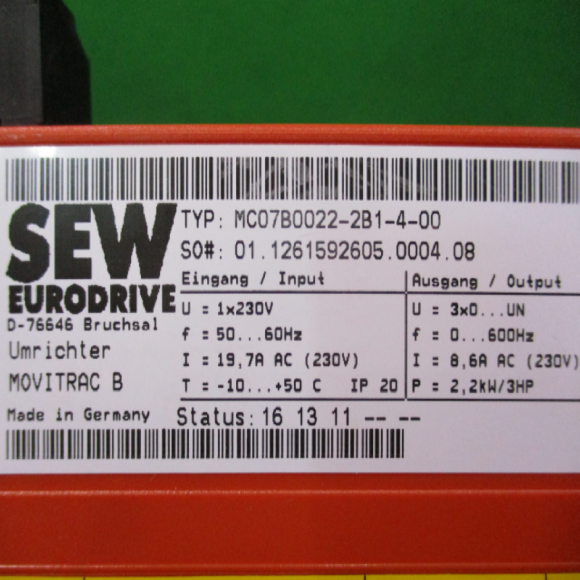 SEW
EURODRIVE
D-76646 Bruchsal
Umrichter
MOVITRAC B
Made in Germany
TYP: MC07B0022-2B1-4-00
SO#: 01.1261592605.0004.08
Eingang / Input
U = 1x230V
f = 50...60Hz
I = 19,7A AC (230V)
T = -10...+50 C IP 20
Ausgang / Output
U = 3x0...UN
f = 0...600Hz
I = 8,6A AC (230V)
P = 2,2kW/3HP
Status: 16 13 11 -- --